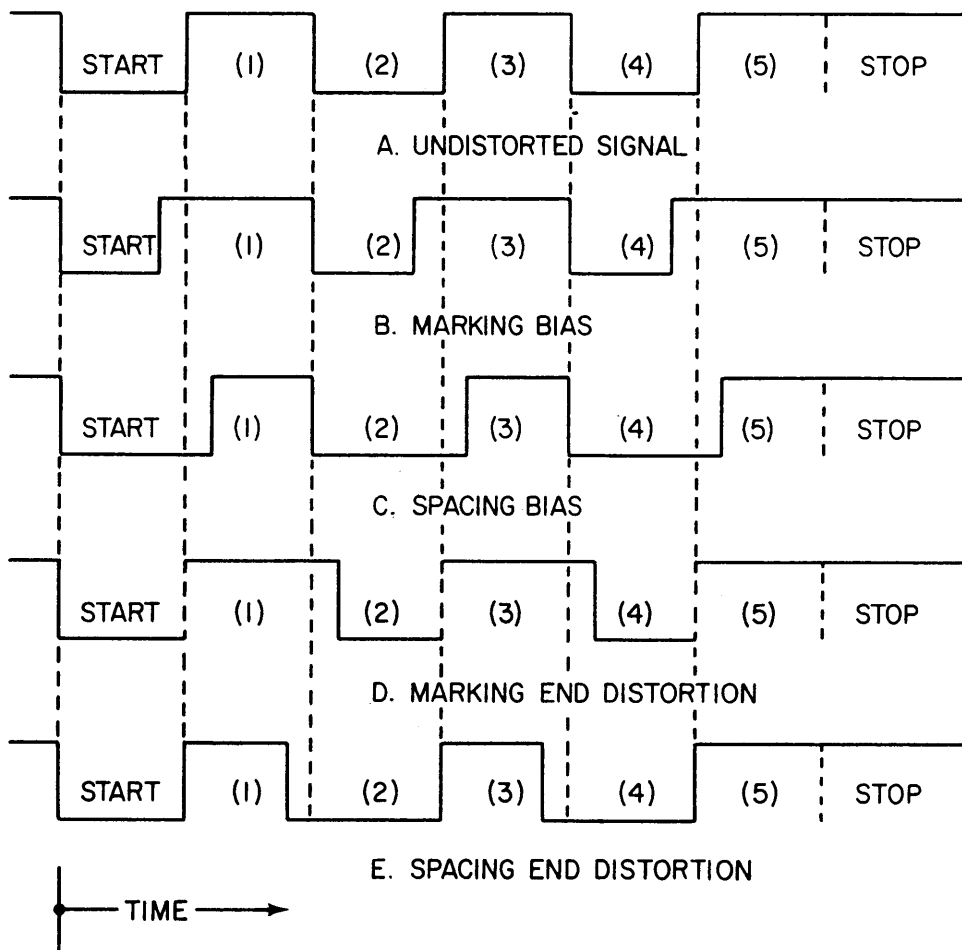 START (1) (2) (3) (4) (5) STOP
A. UNDISTORTED SIGNAL
START (1) (2) (3) (4) (5) STOP
B. MARKING BIAS
START (1) (2) (3) (4) (5) STOP
C. SPACING BIAS
START (1) (2) (3) (4) (5) STOP
D. MARKING END DISTORTION
START (1) (2) (3) (4) (5) STOP
E. SPACING END DISTORTION
TIME